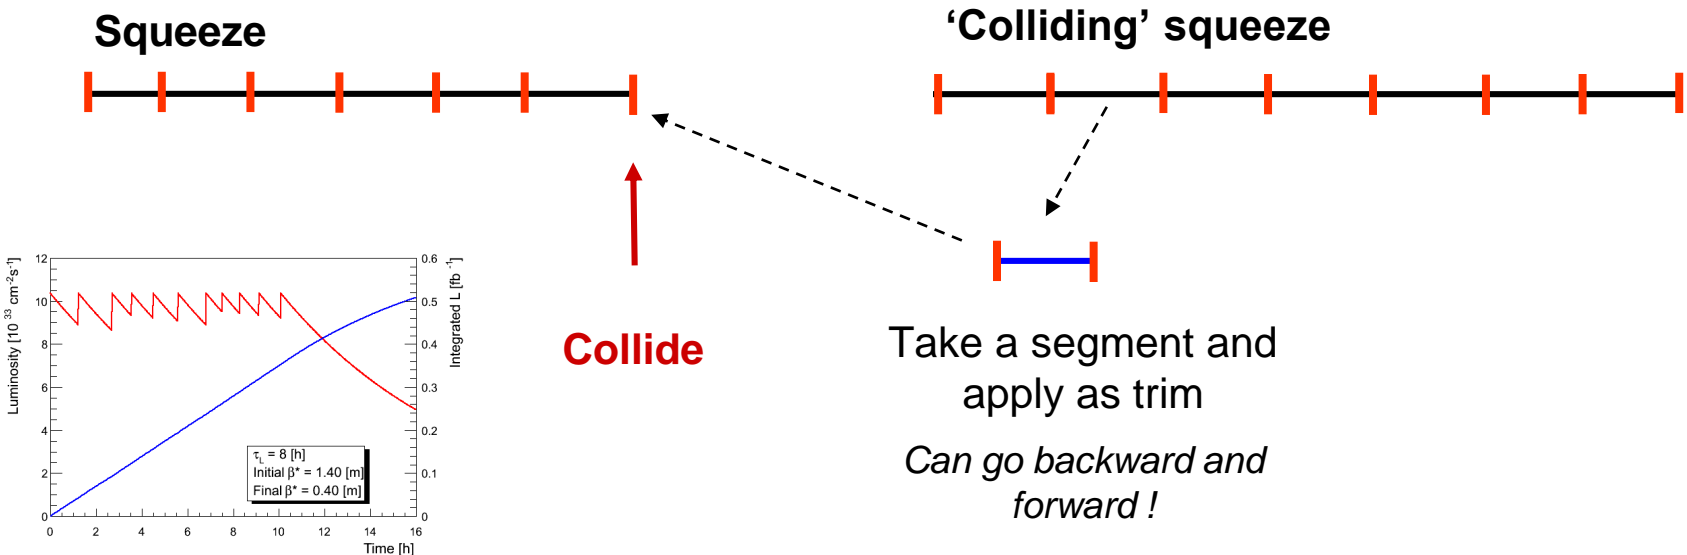 Squeeze
‘Colliding’ squeeze
Collide
Take a segment and
apply as trim
Can go backward and
forward !
Luminosity [10 33 cm-2s-1]
12
10
8
6
4
2
0
Integrated L [fb -1]
0.6
0.5
0.4
0.3
0.2
0.1
0
τL = 8 [h]
Initial β* = 1.40 [m]
Final β* = 0.40 [m]
0 2 4 6 8 10 12 14 16
Time [h]